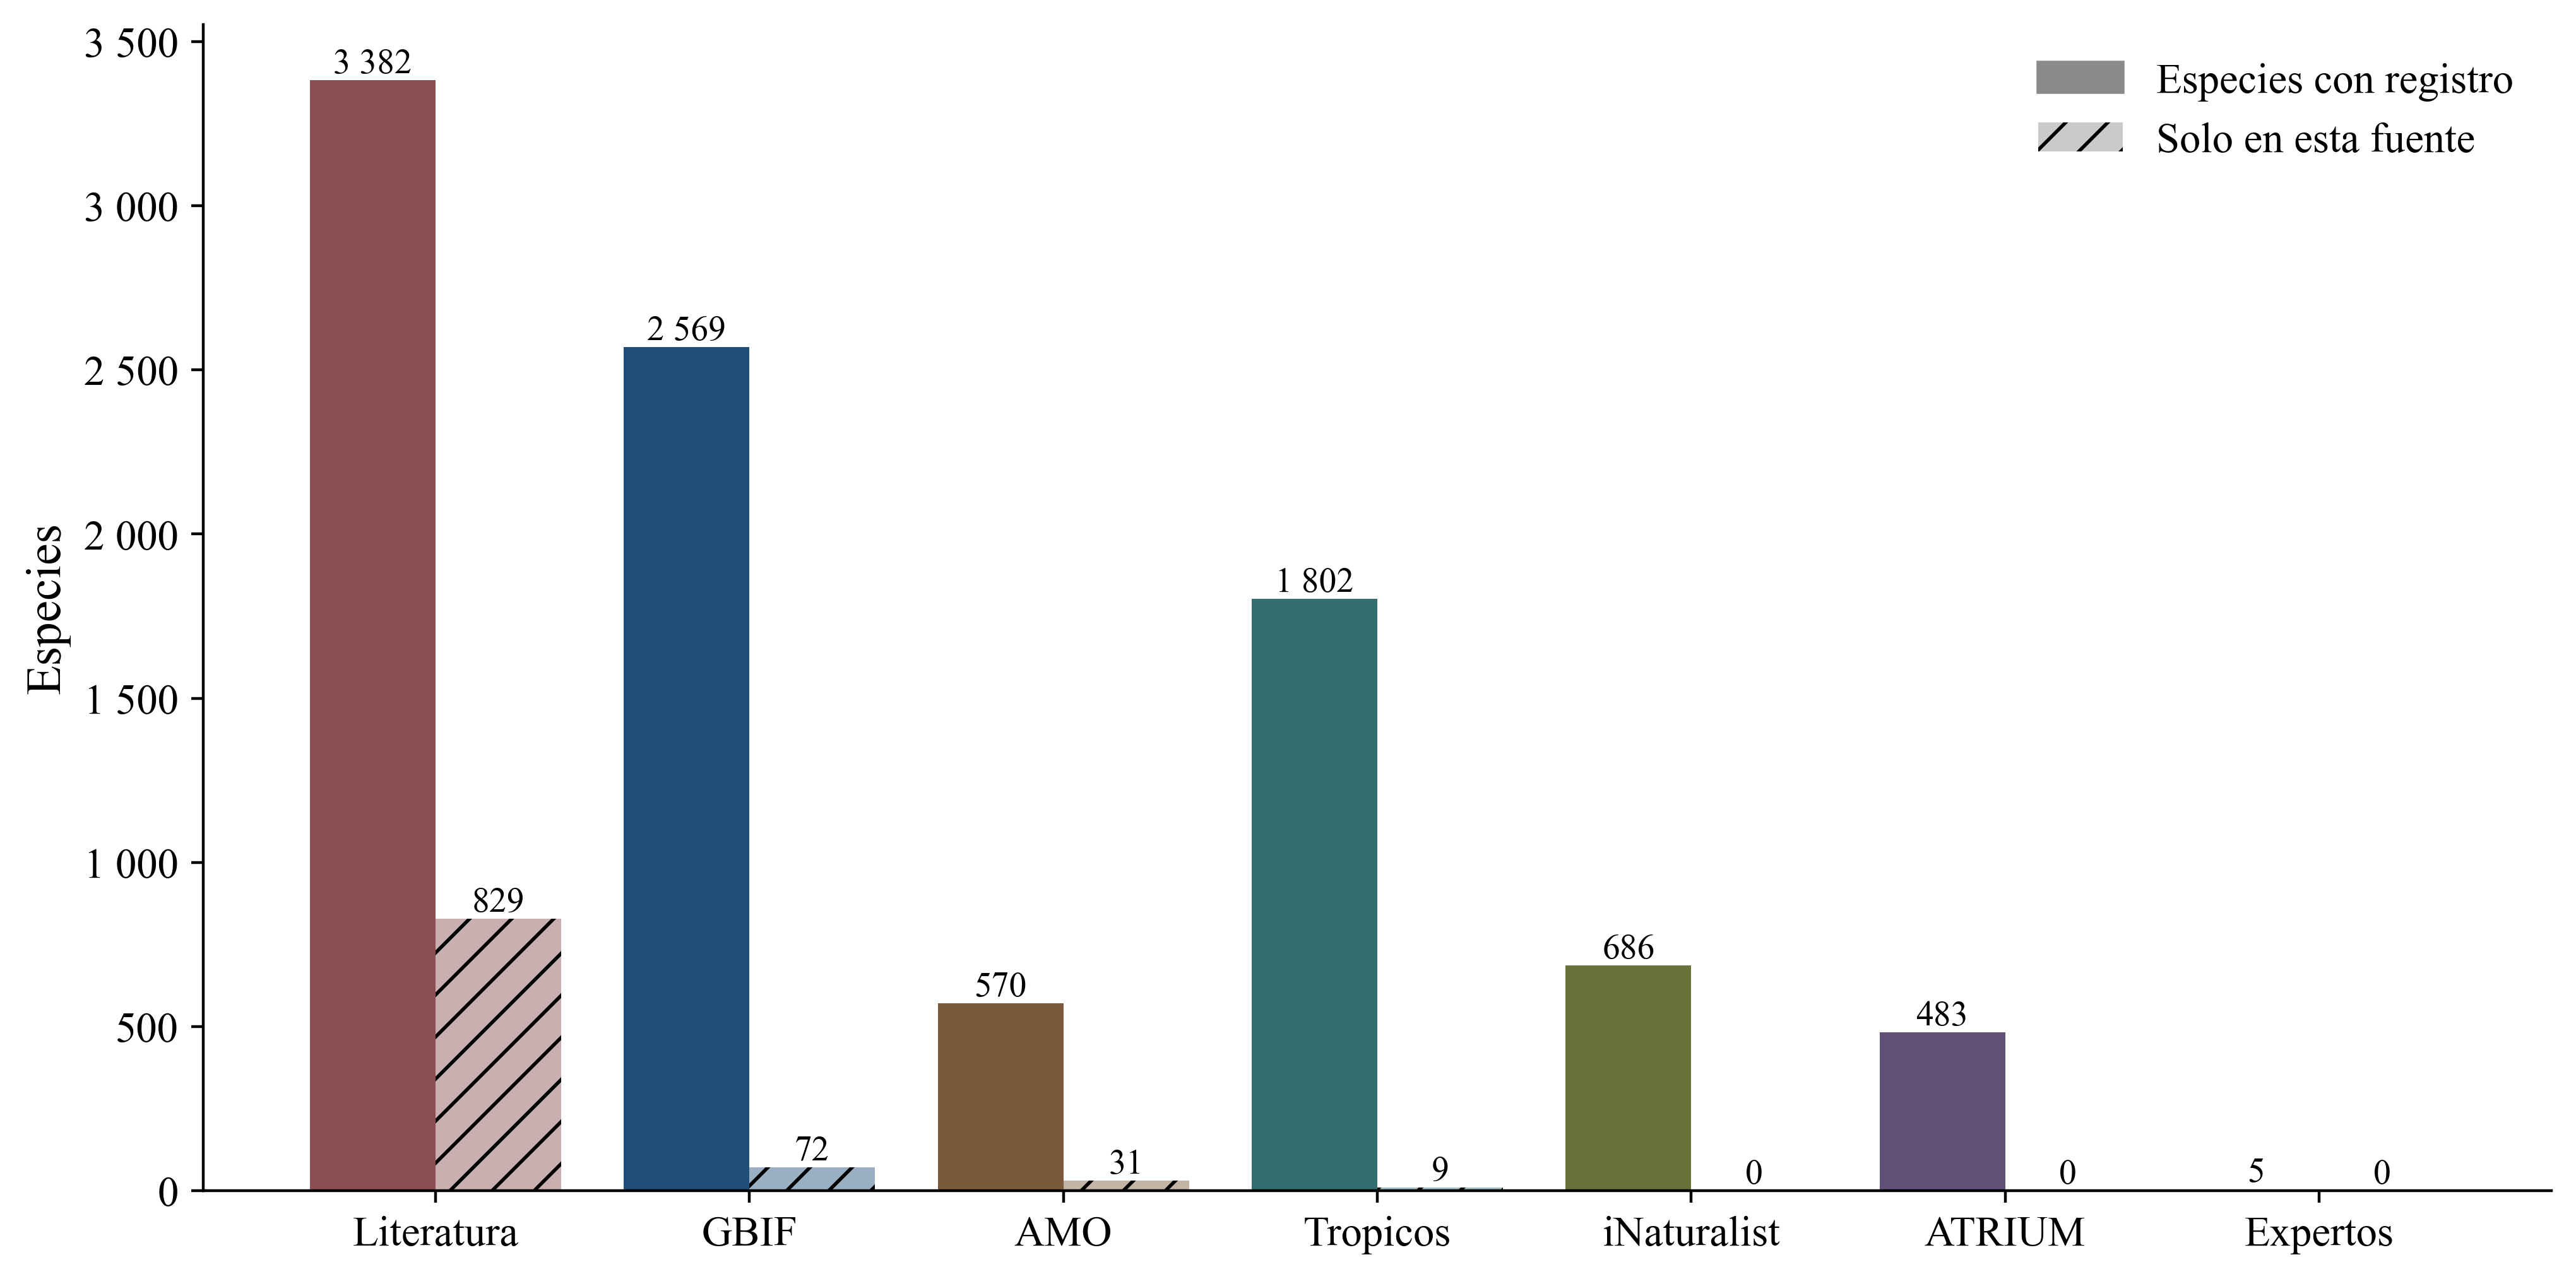 Especies con registro
Solo en esta fuente
Especies
3 500
3 000
2 500
2 000
1 500
1 000
500
0
3 382
829
2 569
72
570
31
1 802
9
686
0
483
0
5
0
Literatura
GBIF
AMO
Tropicos
iNaturalist
ATRIUM
Expertos